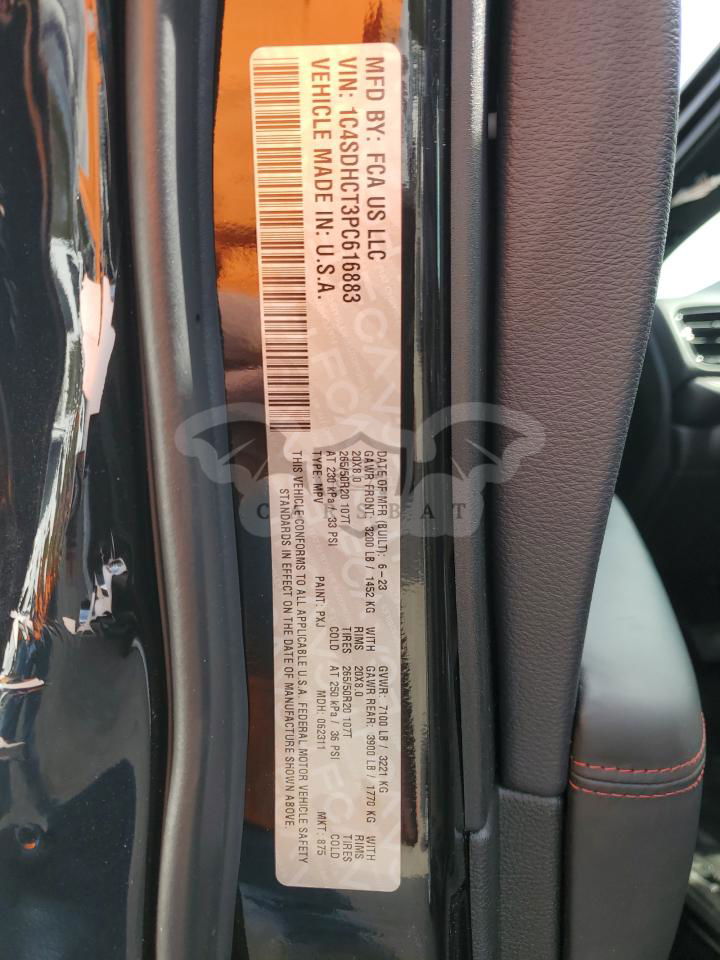 MFD BY: FCA US LLC
VIN: 1C4SDHCT3PC616883
VEHICLE MADE IN: U.S.A.
DATE OF MFR (BUILT): 6-23 GVWR: 7100 LB / 3221 KG
GAWR FRONT: 3200 LB / 1452 KG WITH GAWR REAR: 3900 LB / 1770 KG WITH
20X8.0 RIMS 20X8.0 RIMS
265/50R20 107T TIRES 265/50R20 107T TIRES
AT 230 kPa / 33 PSI COLD AT 250 kPa / 36 PSI COLD
TYPE: MPV PAINT: PXJ MDH: 062311 MKT: 875
THIS VEHICLE CONFORMS TO ALL APPLICABLE U.S.A. FEDERAL MOTOR VEHICLE SAFETY
STANDARDS IN EFFECT ON THE DATE OF MANUFACTURE SHOWN ABOVE.
CARSBAT